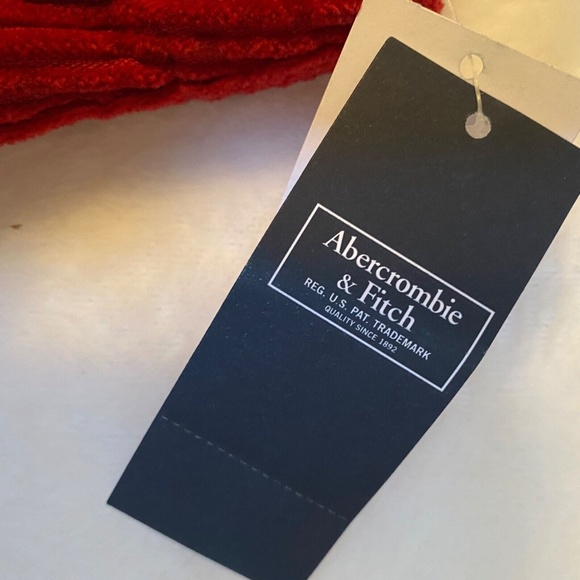 Abercrombie
& Fitch
REG. U.S. PAT. TRADEMARK
QUALITY SINCE 1892